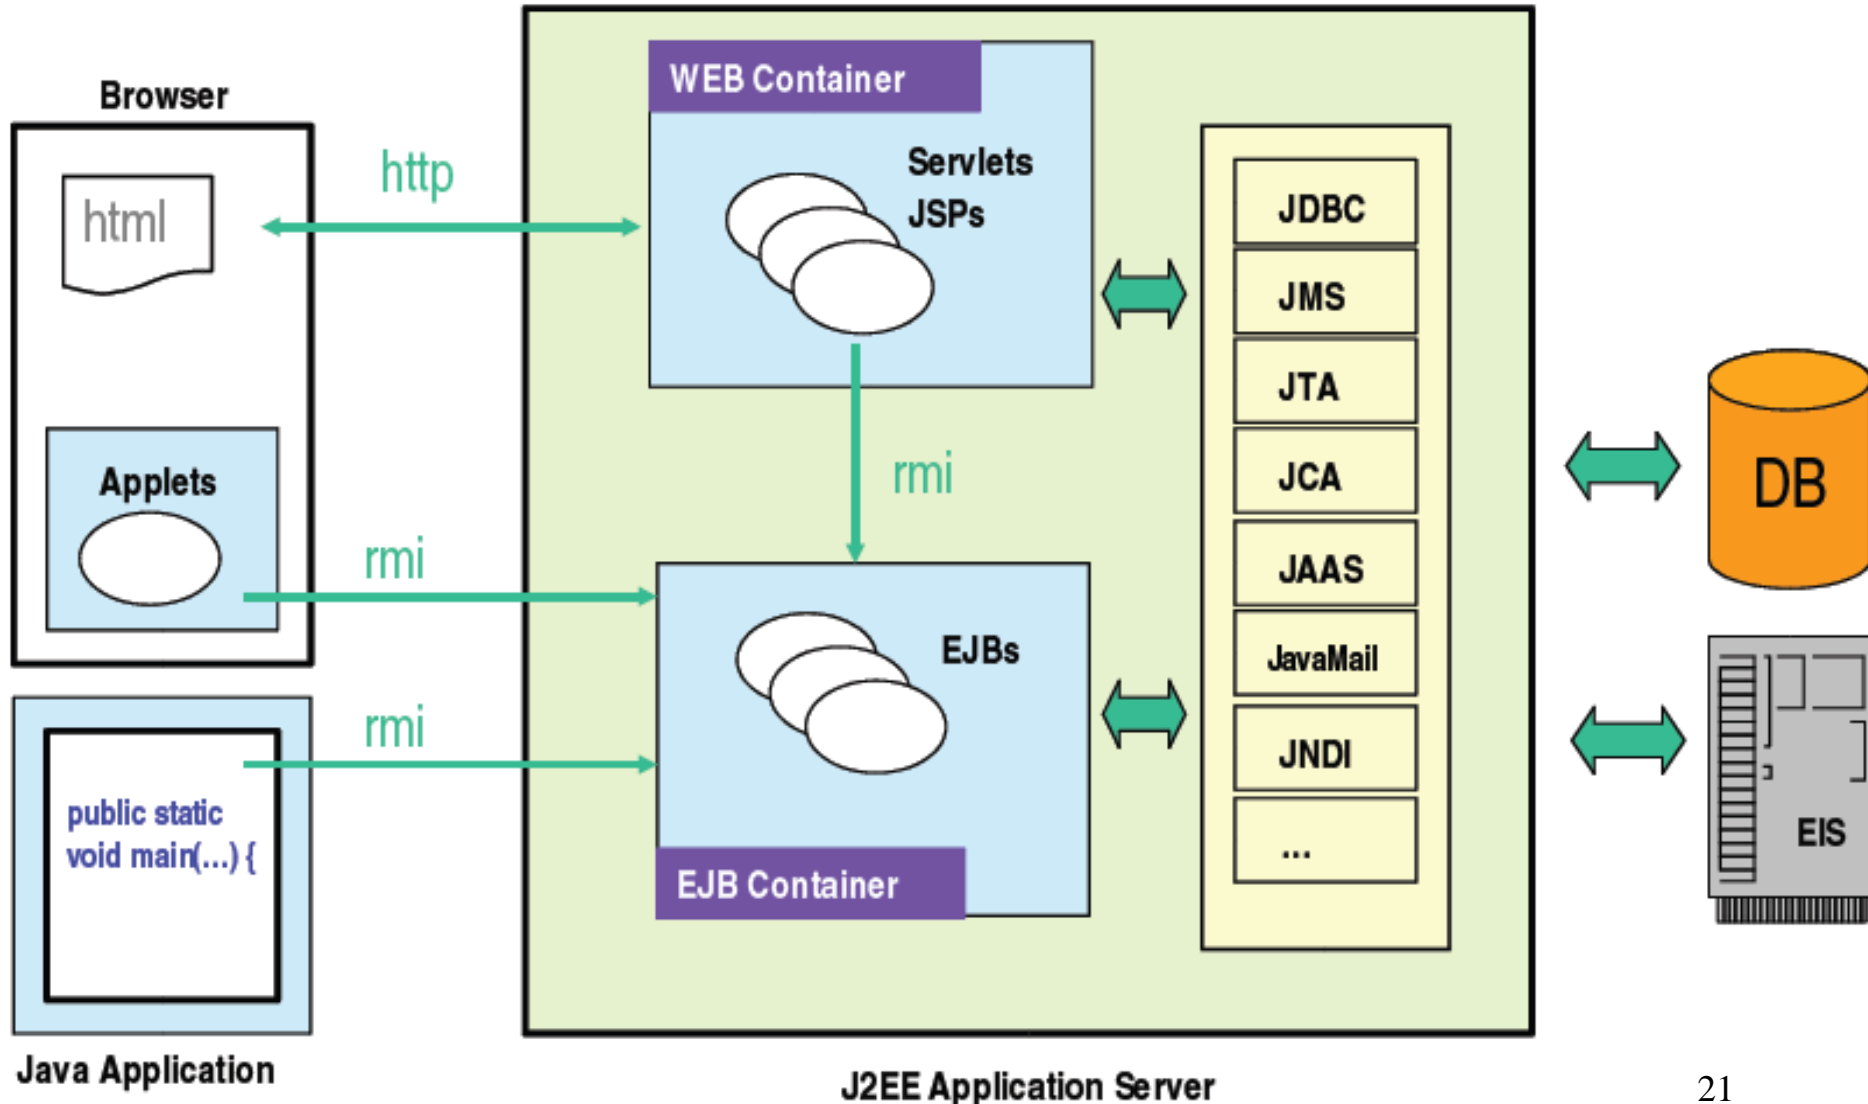 Browser
html
Applets
public static
void main(...) {
Java Application
http
rmi
rmi
WEB Container
Servlets
JSPs
rmi
EJBs
EJB Container
JDBC
JMS
JTA
JCA
JAAS
JavaMail
JNDI
...
J2EE Application Server
DB
EIS
21